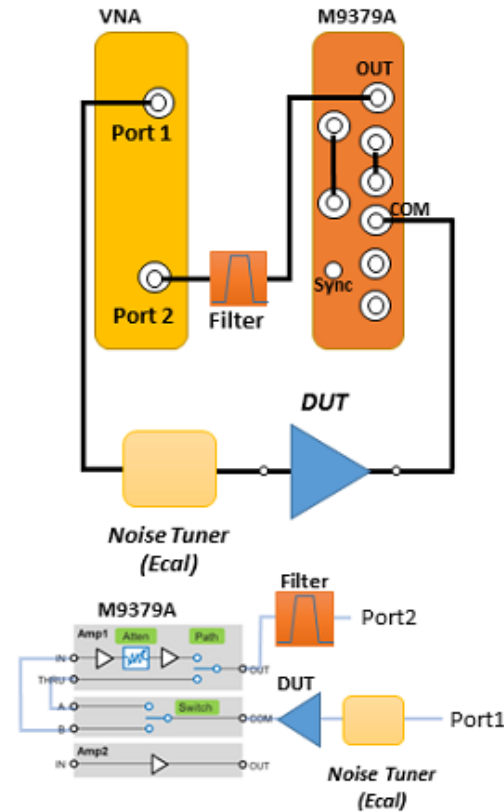 VNA
M9379A
OUT
Port 1
COM
Sync
Port 2
Filter
DUT
Noise Tuner
(Ecal)
Filter
M9379A
Port2
Amp1
Atten
Path
IN
OUT
THRU
DUT
A
Switch
COM
Port1
B
Amp2
IN
OUT
Noise Tuner
(Ecal)